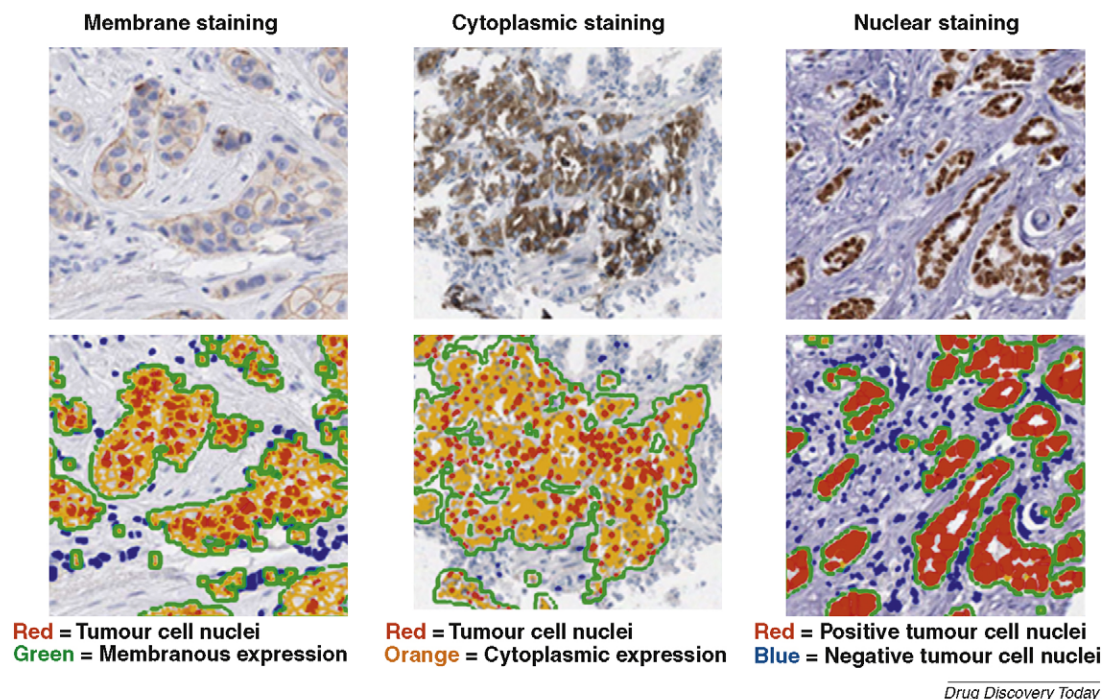 Membrane staining
Cytoplasmic staining
Nuclear staining
Red = Tumour cell nuclei
Green = Membranous expression
Red = Tumour cell nuclei
Orange = Cytoplasmic expression
Red = Positive tumour cell nuclei
Blue = Negative tumour cell nuclei
Drug Discovery Today